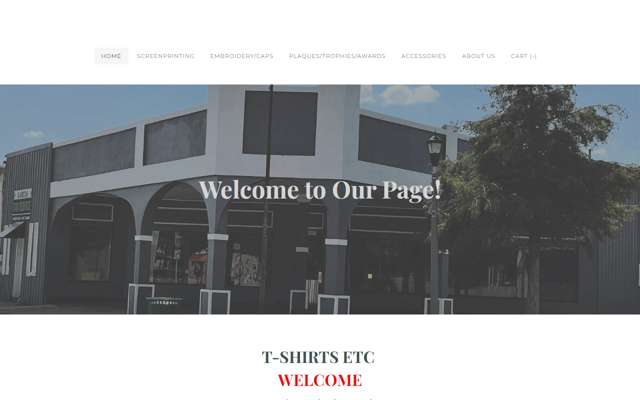 HOME
SCREENPRINTING
EMBROIDERY/CAPS
PLAQUES/TROPHIES/AWARDS
ACCESSORIES
ABOUT US
CART (-)
Welcome to Our Page!
T-SHIRTS ETC
WELCOME